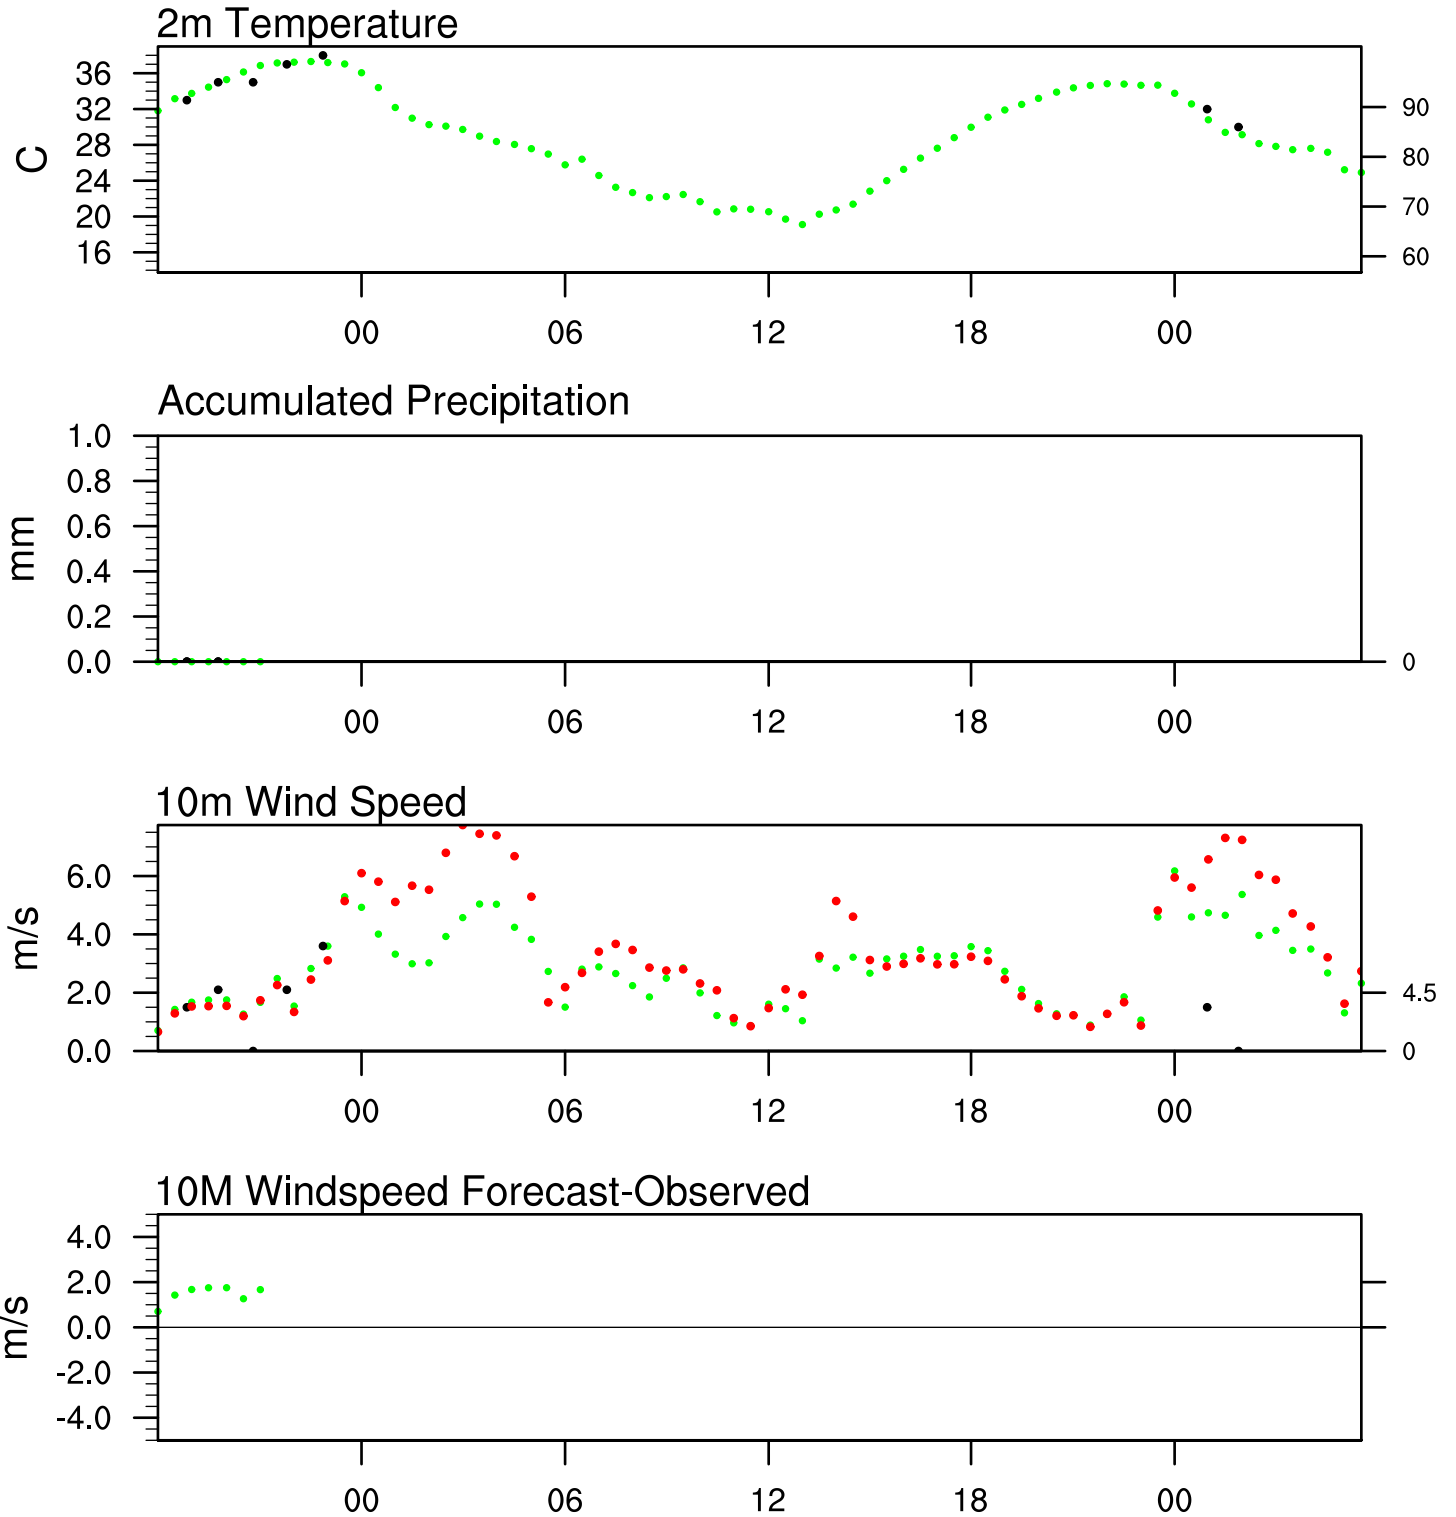 2m Temperature
C
36
32
28
24
20
16
90
80
70
60
00 06 12 18 00
Accumulated Precipitation
mm
1.0
0.8
0.6
0.4
0.2
0.0 0
00 06 12 18 00
10m Wind Speed
m/s
6.0
4.0
2.0 4.5
0.0 0
00 06 12 18 00
10M Windspeed Forecast-Observed
m/s
4.0
2.0
0.0
-2.0
-4.0
00 06 12 18 00